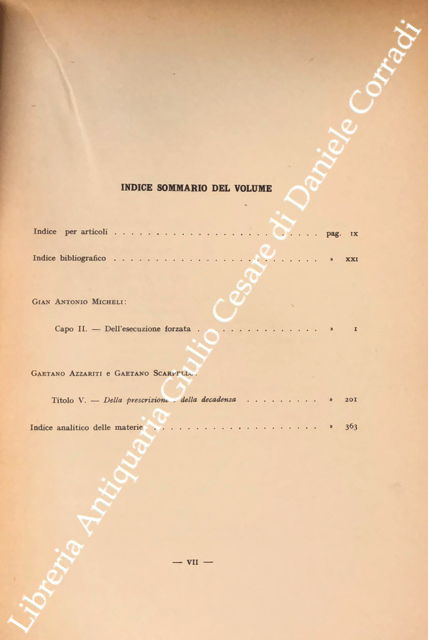 INDICE SOMMARIO DEL VOLUME
Indice per articoli . . . . . . . . . . . . . . . . . . . . . . . . . pag. IX
Indice bibliografico . . . . . . . . . . . . . . . . . . . . . . . . . » XXI
GIAN ANTONIO MICHELI:
Capo II. — Dell'esecuzione forzata . . . . . . . . . . . . . . . » 1
GAETANO AZZARITI e GAETANO SCARPELLO:
Titolo V. — Della prescrizione e della decadenza . . . . . . . . . » 201
Indice analitico delle materie . . . . . . . . . . . . . . . . . . . . . » 363
— VII —
Libreria Antiquaria Giulio Cesare di Daniele Corradi